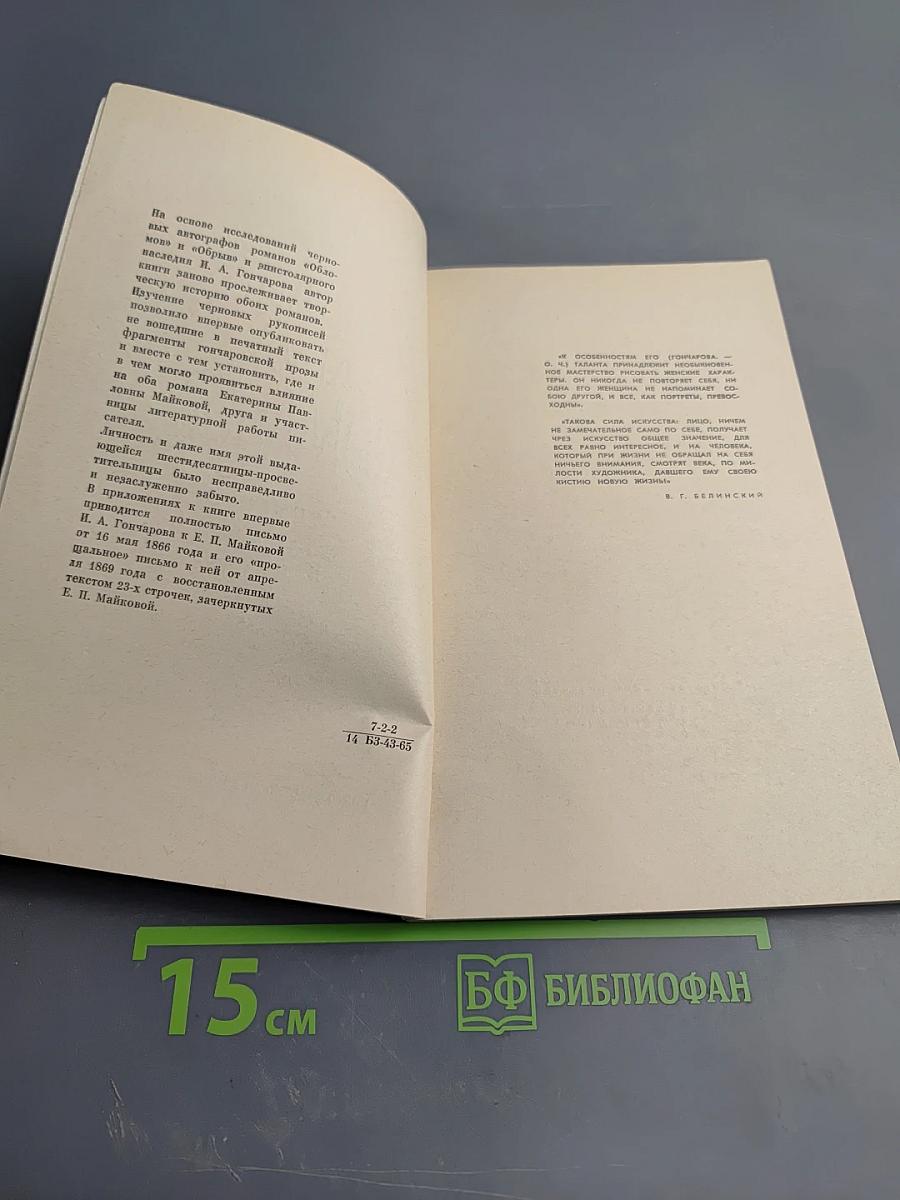 На основе исследований черно-
вых автографов романов «Обло-
мов» и «Обрыв» и эпистолярного
наследия И. А. Гончарова автор
книги заново прослеживает твор-
ческую историю обоих романов.
Изучение черновых рукописей
позволило впервые опубликовать
не вошедшие в печатный текст
фрагменты гончаровской прозы
и вместе с тем установить, где и
в чем могло проявиться влияние
на оба романа Екатерины Пав-
ловны Майковой, друга и участ-
ницы литературной работы пи-
сателя.
Личность и даже имя этой выда-
ющейся шестидесятницы-просве-
тительницы было несправедливо
и незаслуженно забыто.
В приложениях к книге впервые
приводится полностью письмо
И. А. Гончарова к Е. П. Майковой
от 16 мая 1866 года и его «про-
щальное» письмо к ней от апре-
ля 1869 года с восстановленным
текстом 23-х строчек, зачеркнутых
Е. П. Майковой.
7-2-2
14 БЗ-43-65
«К ОСОБЕННОСТЯМ ЕГО (ГОНЧАРОВА. —
О. Ч.) ТАЛАНТА ПРИНАДЛЕЖИТ НЕОБЫКНОВЕН-
НОЕ МАСТЕРСТВО РИСОВАТЬ ЖЕНСКИЕ ХАРАК-
ТЕРЫ. ОН НИКОГДА НЕ ПОВТОРЯЕТ СЕБЯ, НИ
ОДНА ЕГО ЖЕНЩИНА НЕ НАПОМИНАЕТ СО-
БОЮ ДРУГОЙ, И ВСЕ, КАК ПОРТРЕТЫ, ПРЕВОС-
ХОДНЫ».
«ТАКОВА СИЛА ИСКУССТВА: ЛИЦО, НИЧЕМ
НЕ ЗАМЕЧАТЕЛЬНОЕ САМО ПО СЕБЕ, ПОЛУЧАЕТ
ЧРЕЗ ИСКУССТВО ОБЩЕЕ ЗНАЧЕНИЕ, ДЛЯ
ВСЕХ РАВНО ИНТЕРЕСНОЕ, И НА ЧЕЛОВЕКА,
КОТОРЫЙ ПРИ ЖИЗНИ НЕ ОБРАЩАЛ НА СЕБЯ
НИЧЬЕГО ВНИМАНИЯ, СМОТРЯТ ВЕКА, ПО МИ-
ЛОСТИ ХУДОЖНИКА, ДАВШЕГО ЕМУ СВОЕЮ
КИСТИЮ НОВУЮ ЖИЗНЬ!»
В. Г. БЕЛИНСКИЙ
15 см
БФ БИБЛИОФАН